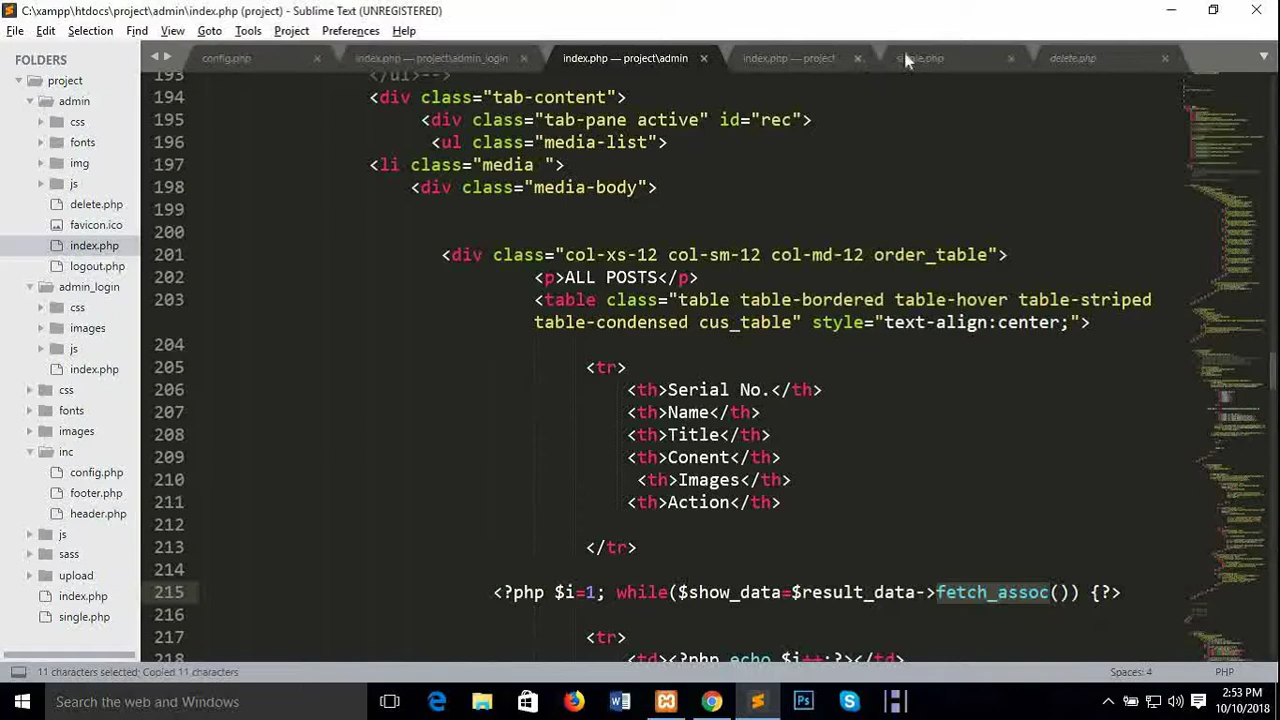 C:\xampp\htdocs\project\admin\index.php (project) - Sublime Text (UNREGISTERED)
File Edit Selection Find View Goto Tools Project Preferences Help
FOLDERS
project
admin
css
fonts
img
js
delete.php
favicon.ico
index.php
logout.php
admin_login
css
images
js
index.php
css
fonts
images
inc
config.php
footer.php
header.php
js
sass
upload
index.php
single.php
config.php
index.php — project\admin_login
index.php — project\admin
index.php — project
delete.php
193 </ul>-->
194 <div class="tab-content">
195 <div class="tab-pane active" id="rec">
196 <ul class="media-list">
197 <li class="media ">
198 <div class="media-body">
199
200
201 <div class="col-xs-12 col-sm-12 col-md-12 order_table">
202 <p>ALL POSTS</p>
203 <table class="table table-bordered table-hover table-striped
table-condensed cus_table" style="text-align:center;">
204
205 <tr>
206 <th>Serial No.</th>
207 <th>Name</th>
208 <th>Title</th>
209 <th>Conent</th>
210 <th>Images</th>
211 <th>Action</th>
212
213 </tr>
214
215 <?php $i=1; while($show_data=$result_data->fetch_assoc()) {?>
216
217 <tr>
218 <td><?php echo $i++;?></td>
11 characters selected; Copied 11 characters
Spaces: 4
PHP
Search the web and Windows
2:53 PM
10/10/2018